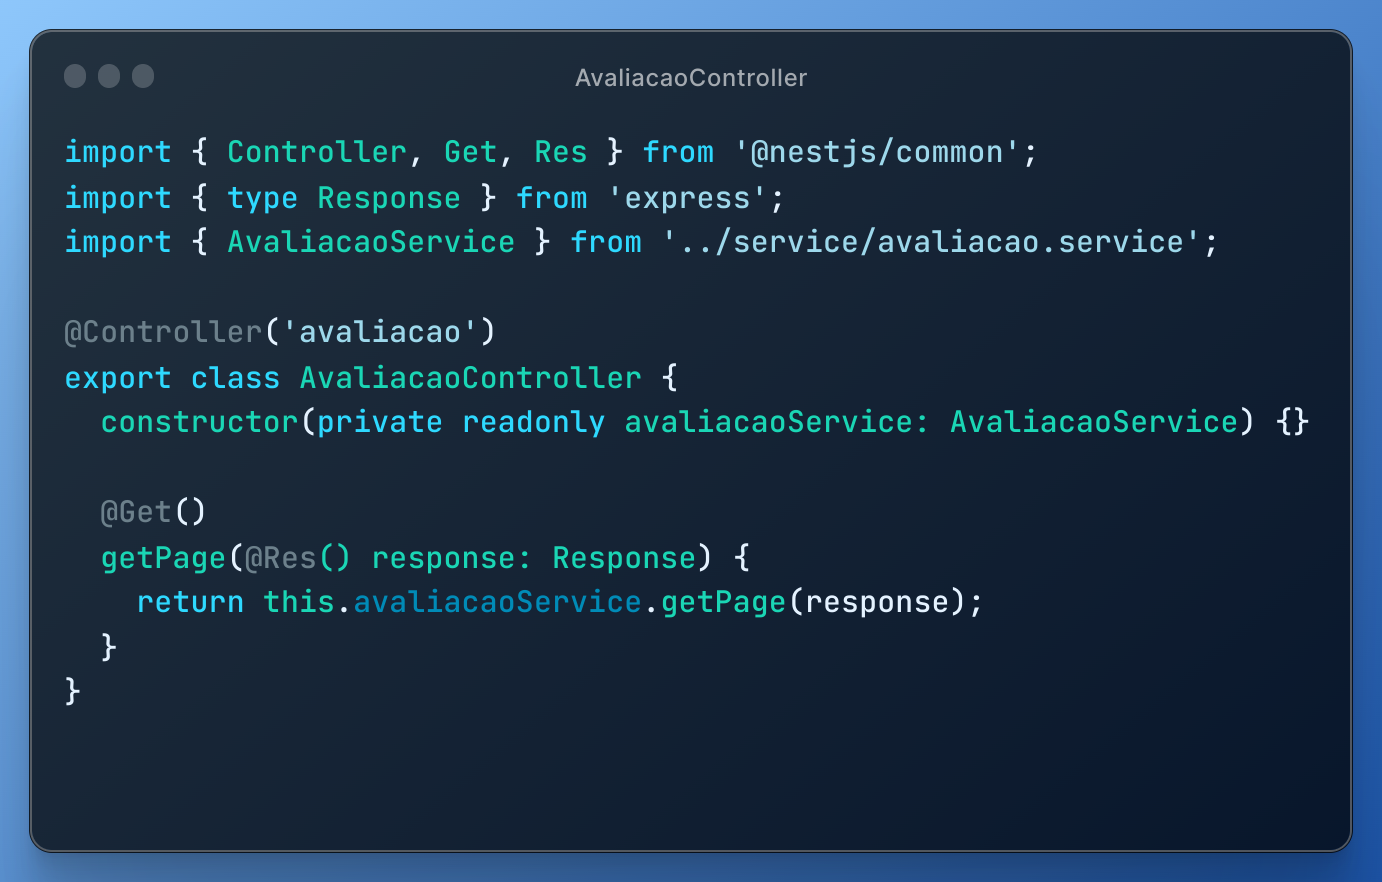 AvaliacaoController
import { Controller, Get, Res } from '@nestjs/common';
import { type Response } from 'express';
import { AvaliacaoService } from '../service/avaliacao.service';
@Controller('avaliacao')
export class AvaliacaoController {
  constructor(private readonly avaliacaoService: AvaliacaoService) {}
  @Get()
  getPage(@Res() response: Response) {
    return this.avaliacaoService.getPage(response);
  }
}